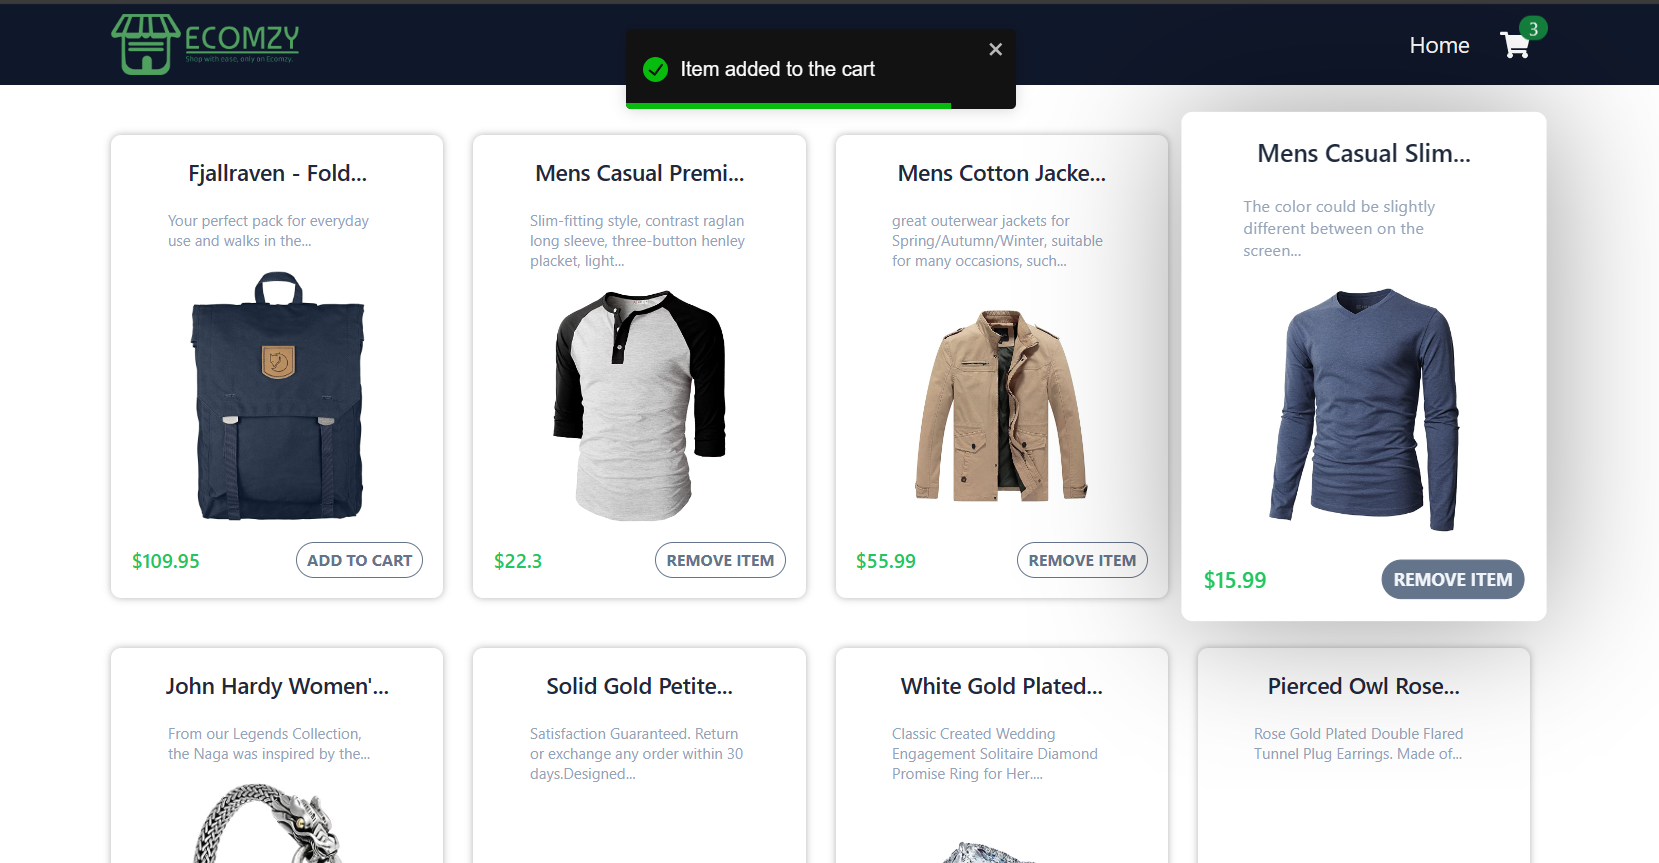 ECOMZY
Shop with ease, only on Ecomzy.
Item added to the cart
Home
3
Fjallraven - Fold...
Your perfect pack for everyday
use and walks in the...
$109.95
ADD TO CART
Mens Casual Premi...
Slim-fitting style, contrast raglan
long sleeve, three-button henley
placket, light...
$22.3
REMOVE ITEM
Mens Cotton Jacke...
great outerwear jackets for
Spring/Autumn/Winter, suitable
for many occasions, such...
$55.99
REMOVE ITEM
Mens Casual Slim...
The color could be slightly
different between on the
screen...
$15.99
REMOVE ITEM
John Hardy Women'...
From our Legends Collection,
the Naga was inspired by the...
Solid Gold Petite...
Satisfaction Guaranteed. Return
or exchange any order within 30
days.Designed...
White Gold Plated...
Classic Created Wedding
Engagement Solitaire Diamond
Promise Ring for Her....
Pierced Owl Rose...
Rose Gold Plated Double Flared
Tunnel Plug Earrings. Made of...